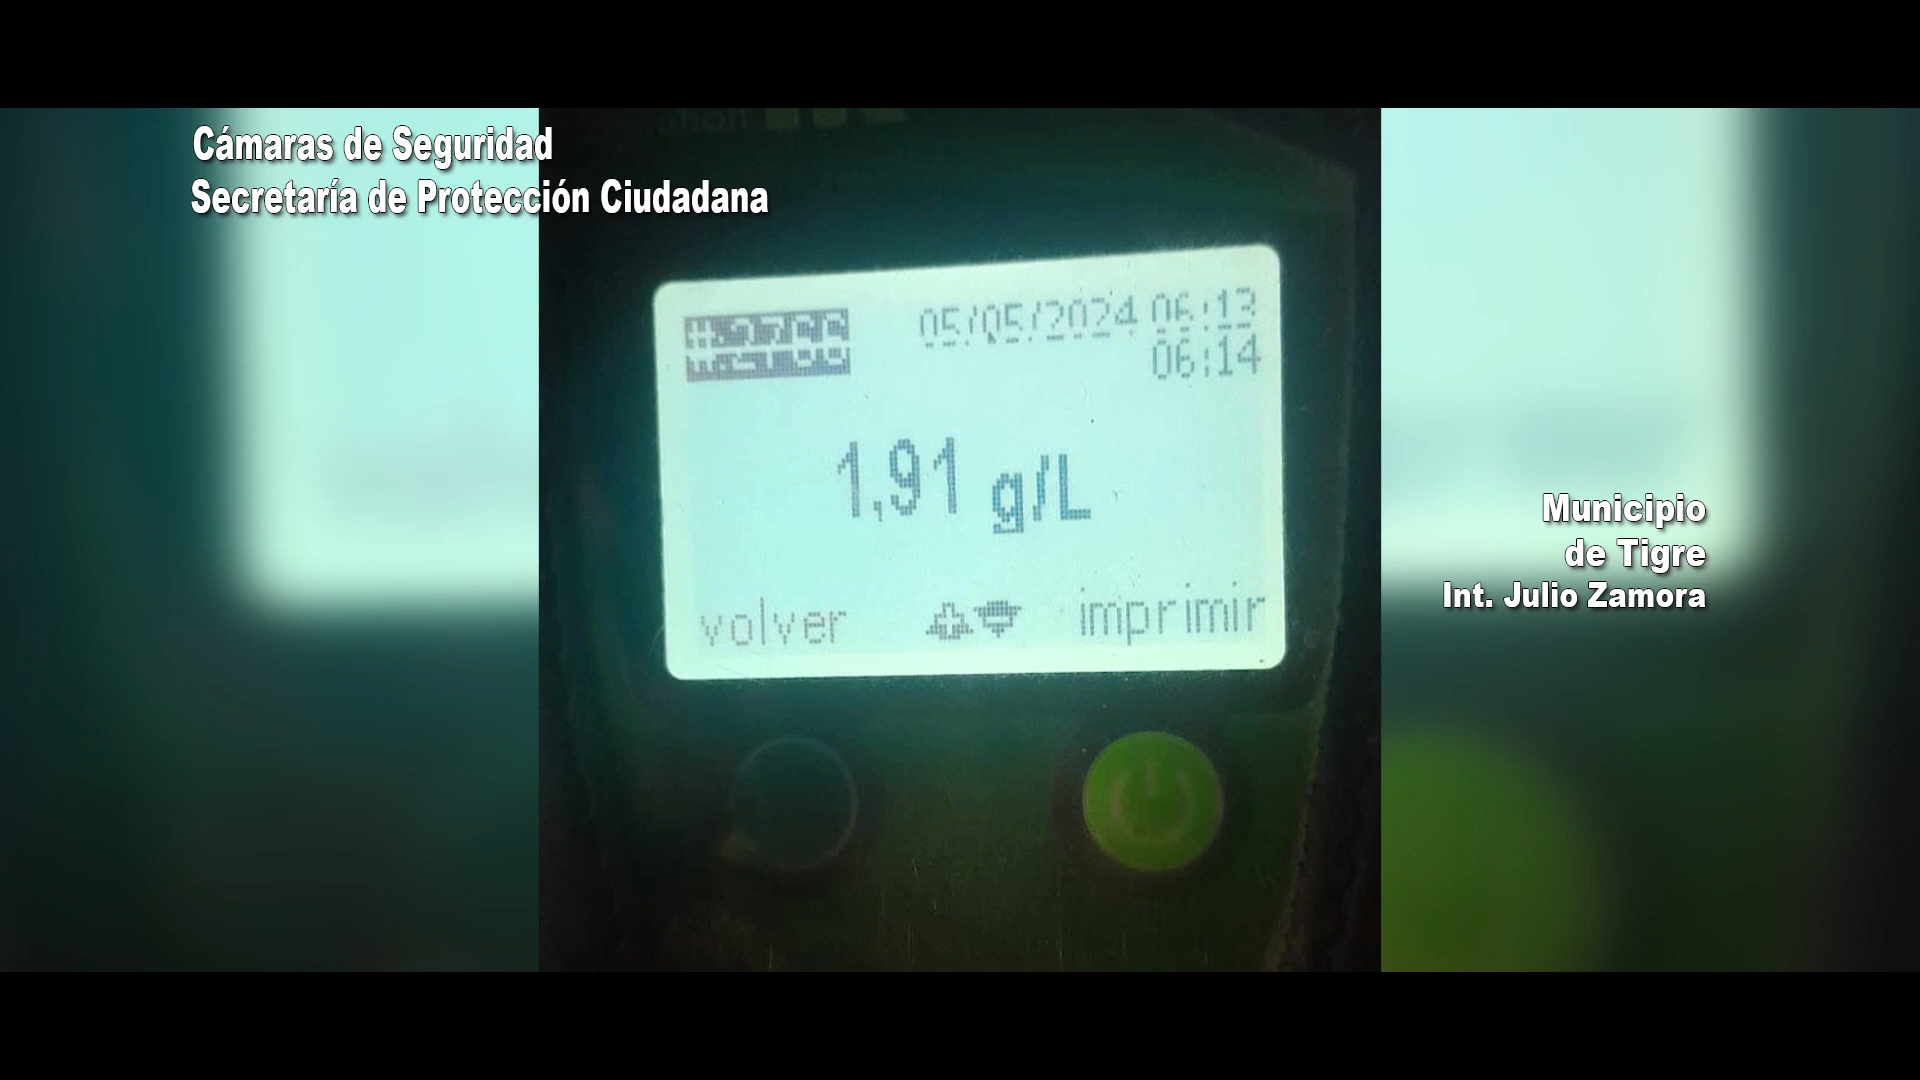 Cámaras de Seguridad
Secretaría de Protección Ciudadana
05/05/2024 06:13
06:14
1,91 g/L
volver imprimir
Municipio
de Tigre
Int. Julio Zamora